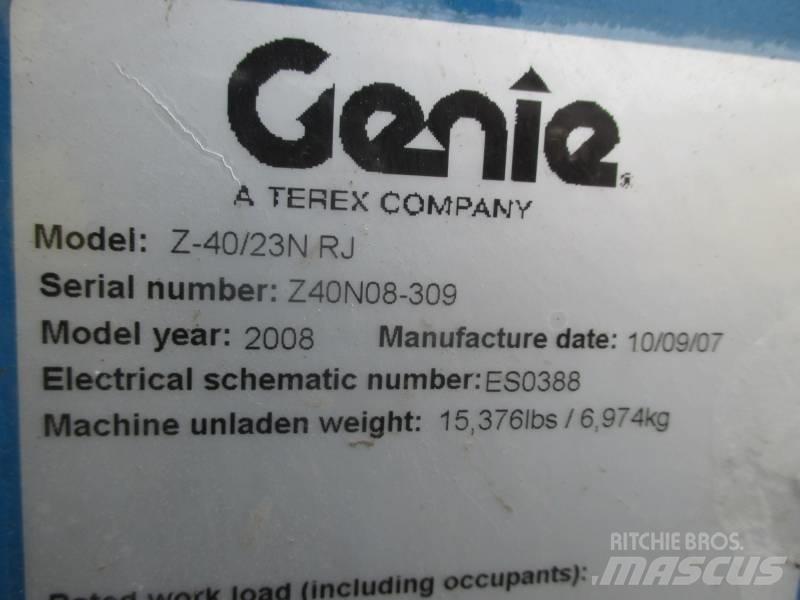 Genie
A TEREX COMPANY
Model: Z-40/23N RJ
Serial number: Z40N08-309
Model year: 2008 Manufacture date: 10/09/07
Electrical schematic number:ES0388
Machine unladen weight: 15,376lbs / 6,974kg
Rated work load (including occupants):
RITCHIE BROS.
MASCUS